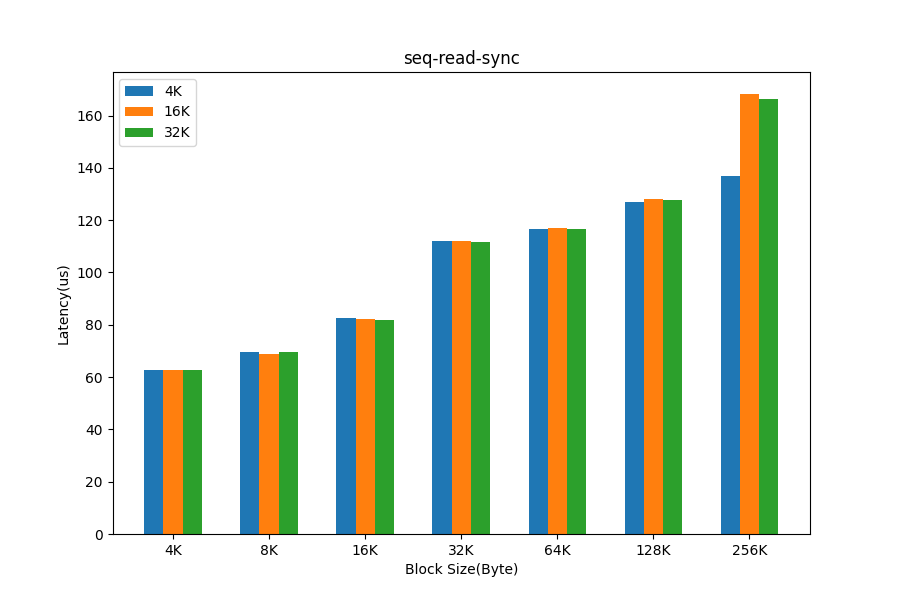 seq-read-sync
4K
16K
32K
160
140
120
100
80
60
40
20
0
Latency(us)
4K 8K 16K 32K 64K 128K 256K
Block Size(Byte)